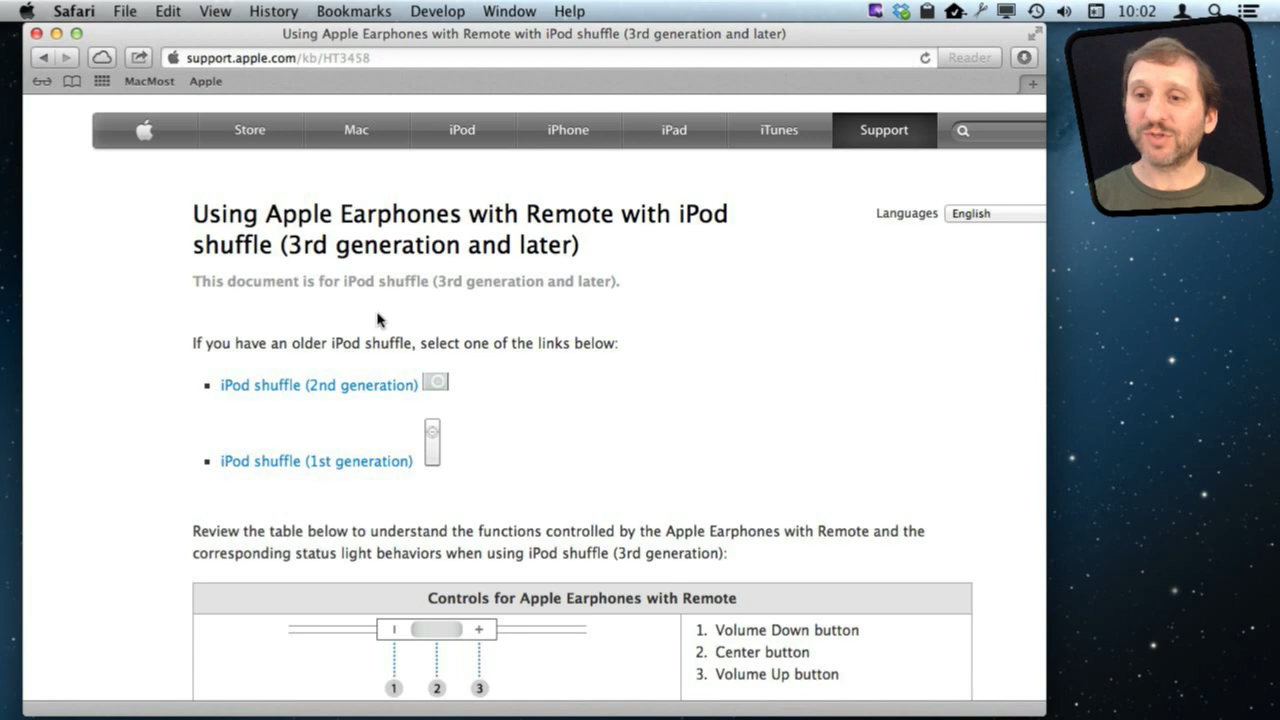 Safari File Edit View History Bookmarks Develop Window Help 10:02
Using Apple Earphones with Remote with iPod shuffle (3rd generation and later)
support.apple.com/kb/HT3458 Reader
MacMost Apple
Store Mac iPod iPhone iPad iTunes Support
Using Apple Earphones with Remote with iPod
shuffle (3rd generation and later)
Languages English
This document is for iPod shuffle (3rd generation and later).
If you have an older iPod shuffle, select one of the links below:
iPod shuffle (2nd generation)
iPod shuffle (1st generation)
Review the table below to understand the functions controlled by the Apple Earphones with Remote and the
corresponding status light behaviors when using iPod shuffle (3rd generation):
Controls for Apple Earphones with Remote
1 2 3
1. Volume Down button
2. Center button
3. Volume Up button